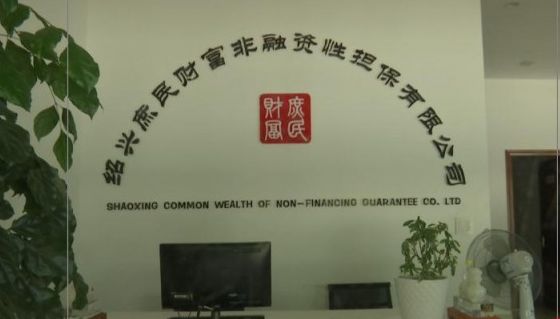 绍兴庶民财富非融资性担保有限公司
庶民
财富
SHAOXING COMMON WEALTH OF NON-FINANCING GUARANTEE CO. LTD